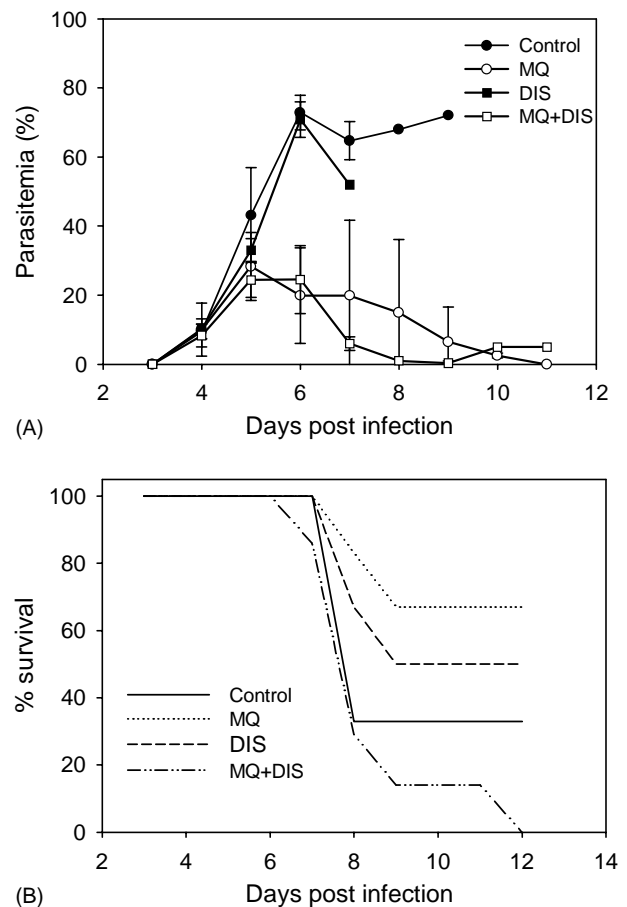 100
80
60
40
20
0
Parasitemia (%)
Control
MQ
DIS
MQ+DIS
2 4 6 8 10 12
(A)
Days post infection
100
80
60
40
20
0
% survival
Control
MQ
DIS
MQ+DIS
2 4 6 8 10 12 14
(B)
Days post infection